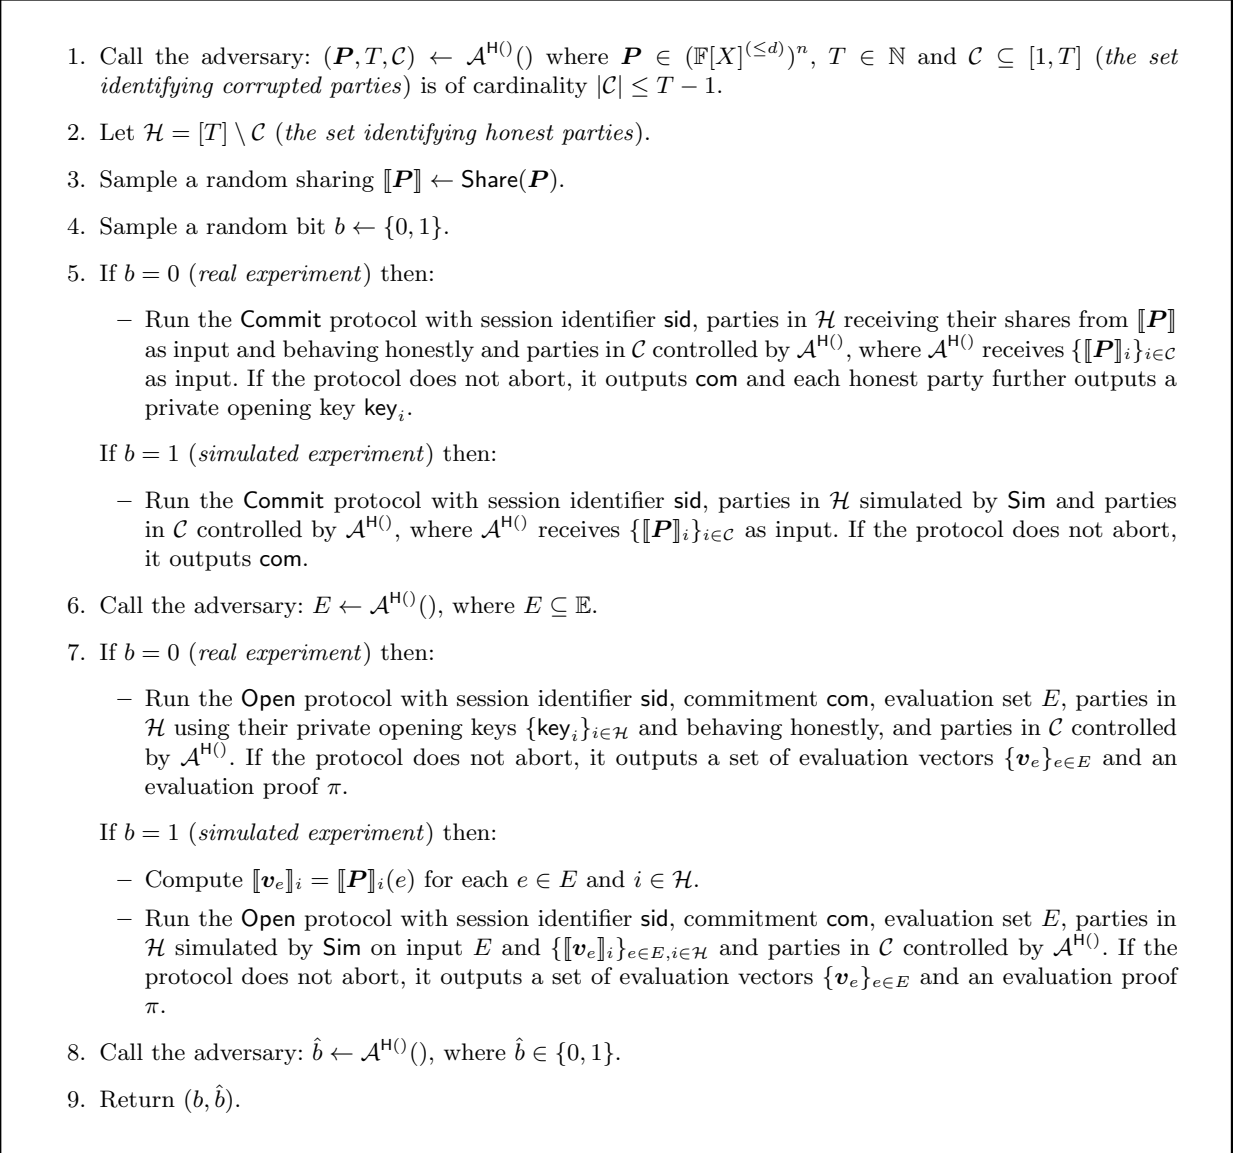 1. Call the adversary: (P, T, C) ← A^{H()}() where P ∈ (𝔽[X]^{(≤d)})^n, T ∈ ℕ and C ⊆ [1, T] (the set
identifying corrupted parties) is of cardinality |C| ≤ T − 1.
2. Let H = [T] \ C (the set identifying honest parties).
3. Sample a random sharing ⟦P⟧ ← Share(P).
4. Sample a random bit b ← {0, 1}.
5. If b = 0 (real experiment) then:
– Run the Commit protocol with session identifier sid, parties in H receiving their shares from ⟦P⟧
as input and behaving honestly and parties in C controlled by A^{H()}, where A^{H()} receives {⟦P⟧_i}_{i∈C}
as input. If the protocol does not abort, it outputs com and each honest party further outputs a
private opening key key_i.
If b = 1 (simulated experiment) then:
– Run the Commit protocol with session identifier sid, parties in H simulated by Sim and parties
in C controlled by A^{H()}, where A^{H()} receives {⟦P⟧_i}_{i∈C} as input. If the protocol does not abort,
it outputs com.
6. Call the adversary: E ← A^{H()}(), where E ⊆ 𝔼.
7. If b = 0 (real experiment) then:
– Run the Open protocol with session identifier sid, commitment com, evaluation set E, parties in
H using their private opening keys {key_i}_{i∈H} and behaving honestly, and parties in C controlled
by A^{H()}. If the protocol does not abort, it outputs a set of evaluation vectors {v_e}_{e∈E} and an
evaluation proof π.
If b = 1 (simulated experiment) then:
– Compute ⟦v_e⟧_i = ⟦P⟧_i(e) for each e ∈ E and i ∈ H.
– Run the Open protocol with session identifier sid, commitment com, evaluation set E, parties in
H simulated by Sim on input E and {⟦v_e⟧_i}_{e∈E,i∈H} and parties in C controlled by A^{H()}. If the
protocol does not abort, it outputs a set of evaluation vectors {v_e}_{e∈E} and an evaluation proof
π.
8. Call the adversary: b̂ ← A^{H()}(), where b̂ ∈ {0, 1}.
9. Return (b, b̂).